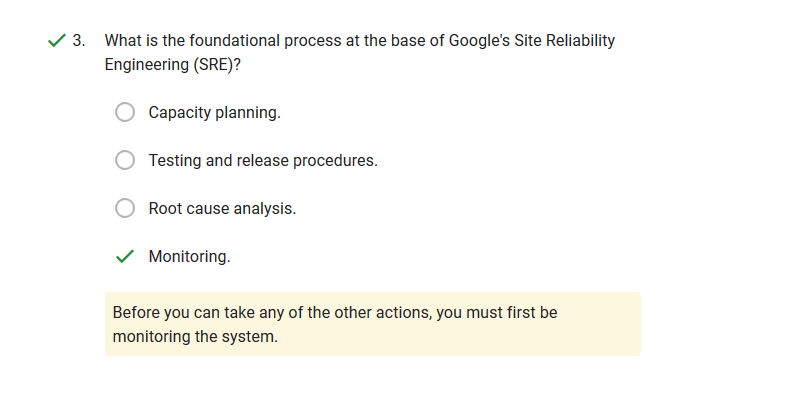 3. What is the foundational process at the base of Google's Site Reliability
Engineering (SRE)?
Capacity planning.
Testing and release procedures.
Root cause analysis.
Monitoring.
Before you can take any of the other actions, you must first be
monitoring the system.